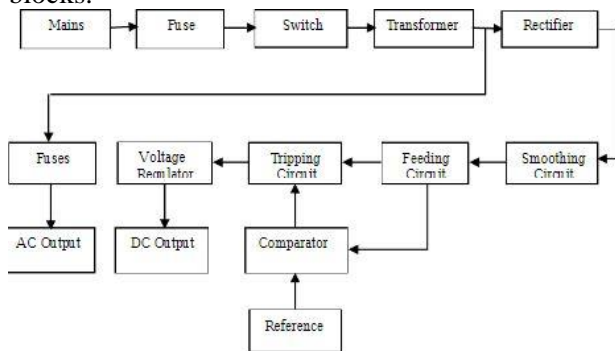 blocks.
Mains
Fuse
Switch
Transformer
Rectifier
Fuses
Voltage
Regulator
Tripping
Circuit
Feeding
Circuit
Smoothing
Circuit
AC Output
DC Output
Comparator
Reference